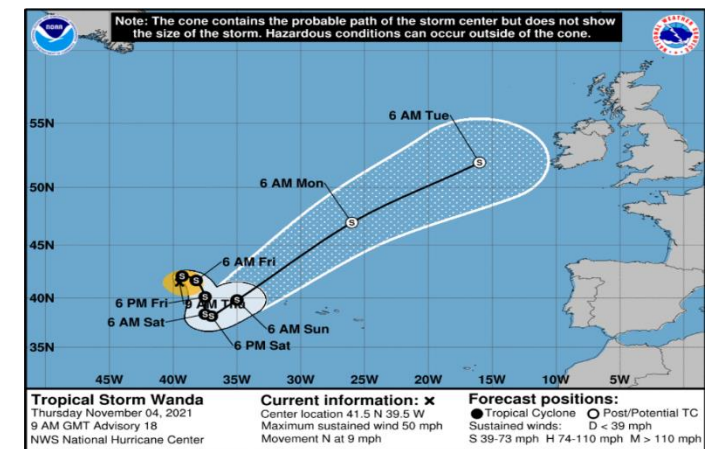 Note: The cone contains the probable path of the storm center but does not show
the size of the storm. Hazardous conditions can occur outside of the cone.
NOAA
6 AM Tue
55N
6 AM Mon
50N
45N
6 AM Fri
40N
6 PM Fri
9 AM Thu
6 AM Sat
6 AM Sun
6 PM Sat
35N
45W 40W 35W 30W 25W 20W 15W 10W 5W
S
S
S
S
S
S
S
S
S
Tropical Storm Wanda
Thursday November 04, 2021
9 AM GMT Advisory 18
NWS National Hurricane Center
Current information: x
Center location 41.5 N 39.5 W
Maximum sustained wind 50 mph
Movement N at 9 mph
Forecast positions:
Tropical Cyclone Post/Potential TC
Sustained winds: D < 39 mph
S 39-73 mph H 74-110 mph M > 110 mph